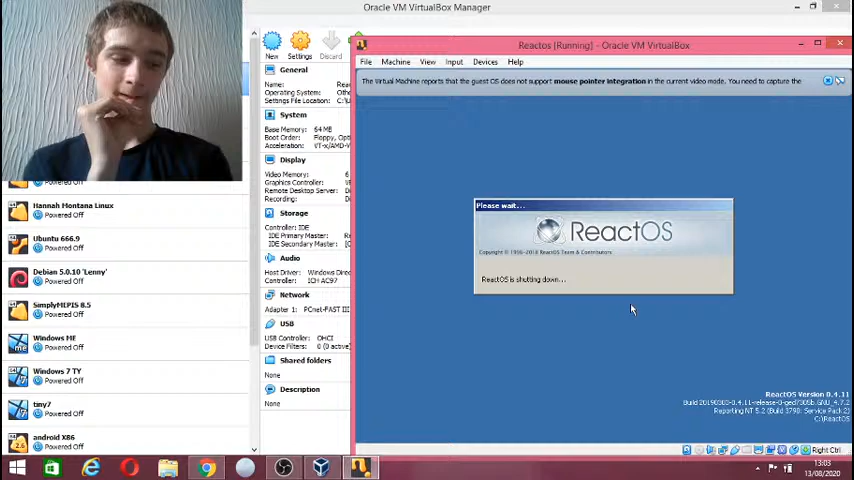 Oracle VM VirtualBox Manager
New
Settings
Discard
Hannah Montana Linux
Powered Off
Ubuntu 666.9
Powered Off
Debian 5.0.10 'Lenny'
Powered Off
SimplyMEPIS 8.5
Powered Off
Windows ME
Powered Off
Windows 7 TY
Powered Off
tiny7
Powered Off
android X86
Powered Off
General
Name:
Operating System:
Settings File Location: C:\
System
Base Memory: 64 MB
Boot Order: Floppy,
Acceleration: VT-x/AMD-
Display
Video Memory:
Graphics Controller:
Remote Desktop Server:
Recording:
Storage
Controller: IDE
IDE Primary Master:
IDE Secondary Master:
Audio
Host Driver: Windows
Controller: ICH AC97
Network
Adapter 1: PCnet-FAST III
USB
USB Controller: OHCI
Device Filters: 0 (0 active)
Shared folders
None
Description
None
Reactos [Running] - Oracle VM VirtualBox
File Machine View Input Devices Help
The Virtual Machine reports that the guest OS does not support mouse pointer integration in the current video mode. You need to capture the
Please wait...
ReactOS
Copyright © 1996-2018 ReactOS Team & Contributors
ReactOS is shutting down...
ReactOS Version 0.4.11
Reporting NT 5.2 (Build 3790: Service Pack 2)
C:\ReactOS
Right Ctrl
13:03
13/08/2020